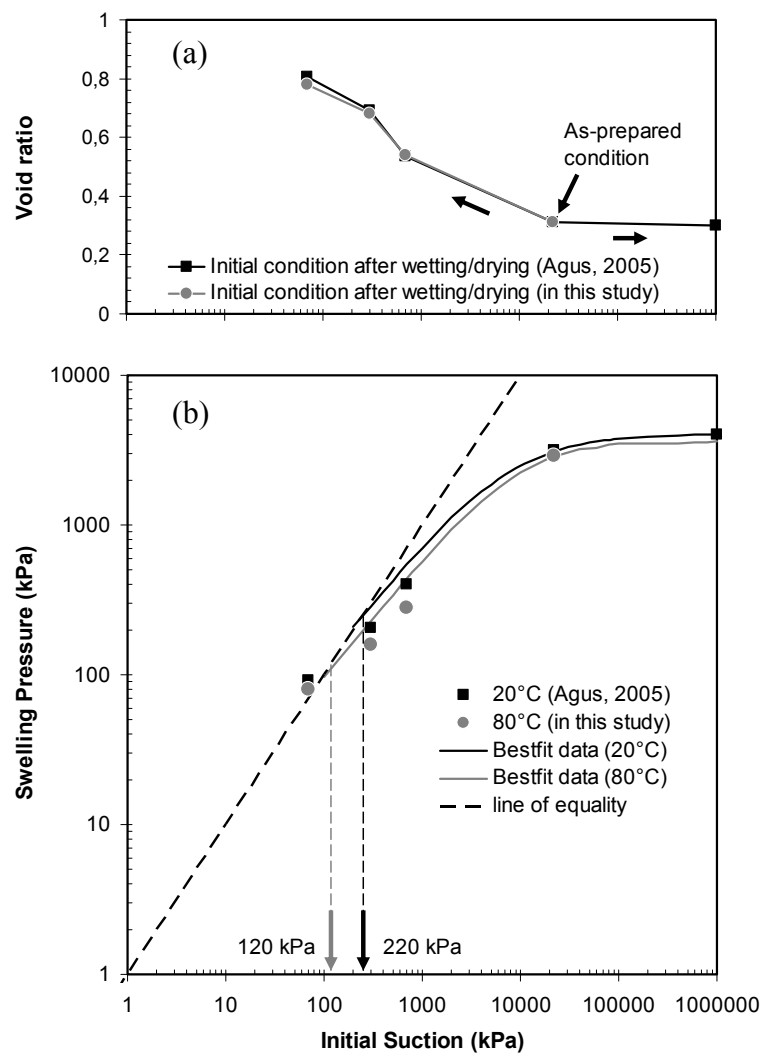 (a)
1
0,8
0,6
0,4
0,2
0
Void ratio
As-prepared
condition
Initial condition after wetting/drying (Agus, 2005)
Initial condition after wetting/drying (in this study)
(b)
10000
1000
100
10
1
Swelling Pressure (kPa)
20°C (Agus, 2005)
80°C (in this study)
Bestfit data (20°C)
Bestfit data (80°C)
line of equality
120 kPa
220 kPa
1 10 100 1000 10000 100000 1000000
Initial Suction (kPa)